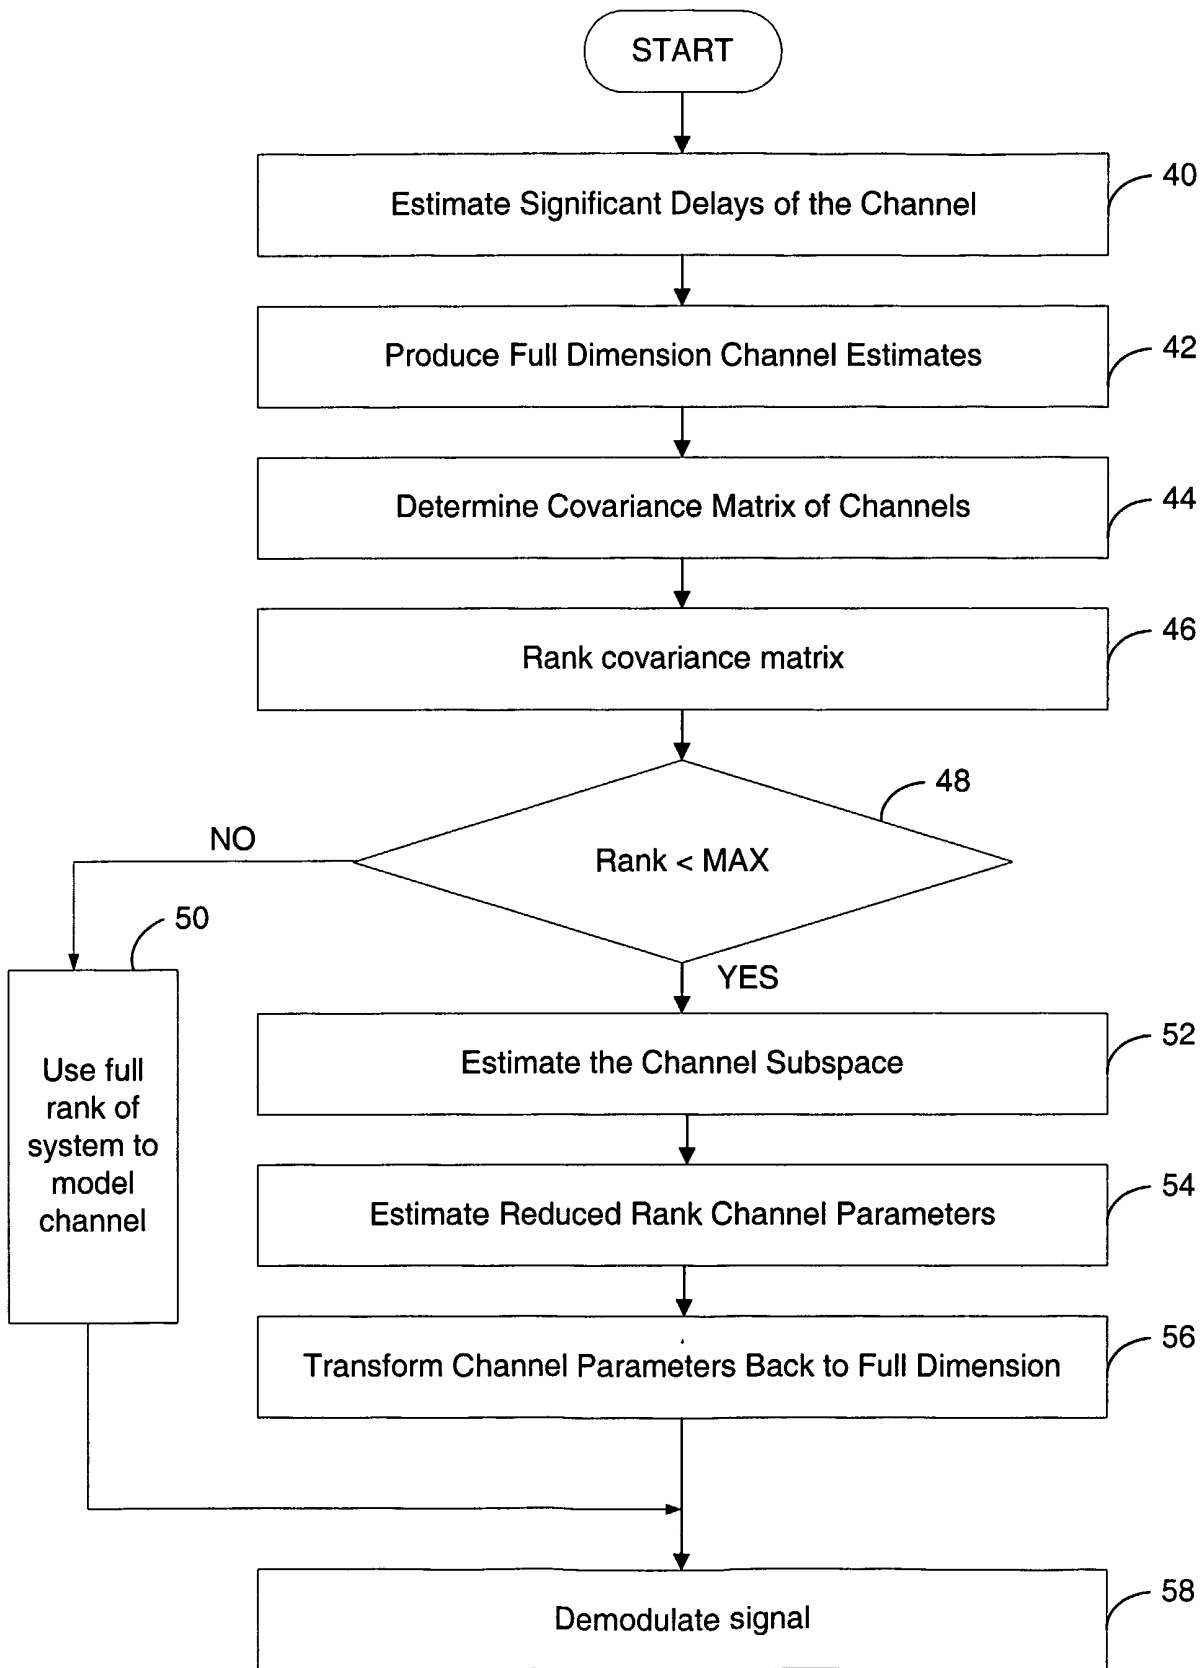 START
Estimate Significant Delays of the Channel
40
Produce Full Dimension Channel Estimates
42
Determine Covariance Matrix of Channels
44
Rank covariance matrix
46
48
Rank < MAX
NO
YES
50
Use full
rank of
system to
model
channel
Estimate the Channel Subspace
52
Estimate Reduced Rank Channel Parameters
54
Transform Channel Parameters Back to Full Dimension
56
Demodulate signal
58